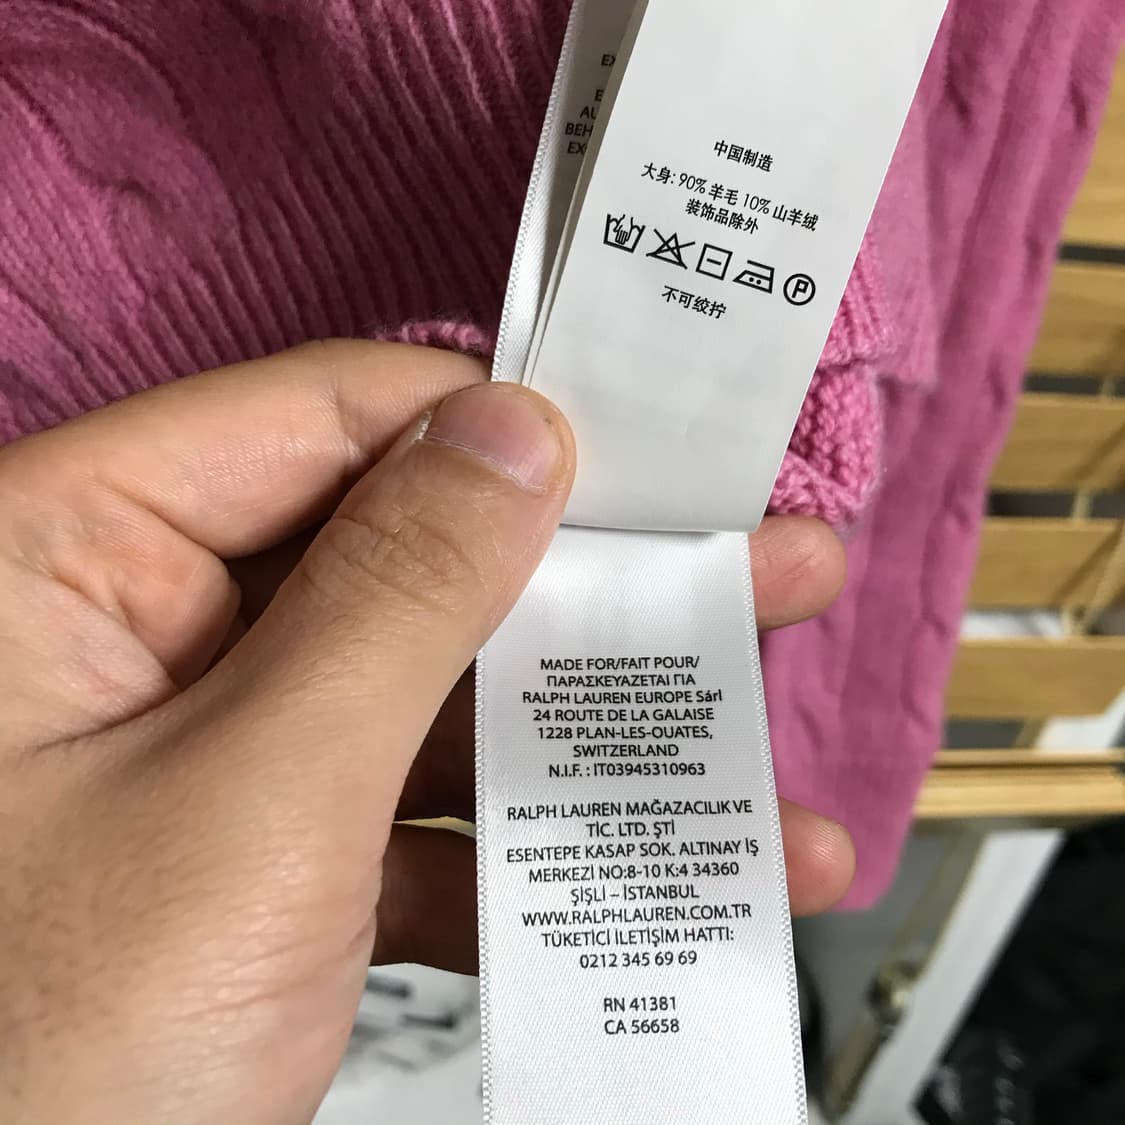 中国制造
大身: 90% 羊毛 10% 山羊绒
装饰品除外
P
不可绞拧
MADE FOR/FAIT POUR/
ΠΑΡΑΣΚΕΥΑΖΕΤΑΙ ΓΙΑ
RALPH LAUREN EUROPE Sárl
24 ROUTE DE LA GALAISE
1228 PLAN-LES-OUATES,
SWITZERLAND
N.I.F. : IT03945310963
RALPH LAUREN MAĞAZACILIK VE
TİC. LTD. ŞTİ
ESENTEPE KASAP SOK. ALTINAY İŞ
MERKEZİ NO:8-10 K:4 34360
ŞİŞLİ – İSTANBUL
WWW.RALPHLAUREN.COM.TR
TÜKETİCİ İLETİŞİM HATTI:
0212 345 69 69
RN 41381
CA 56658